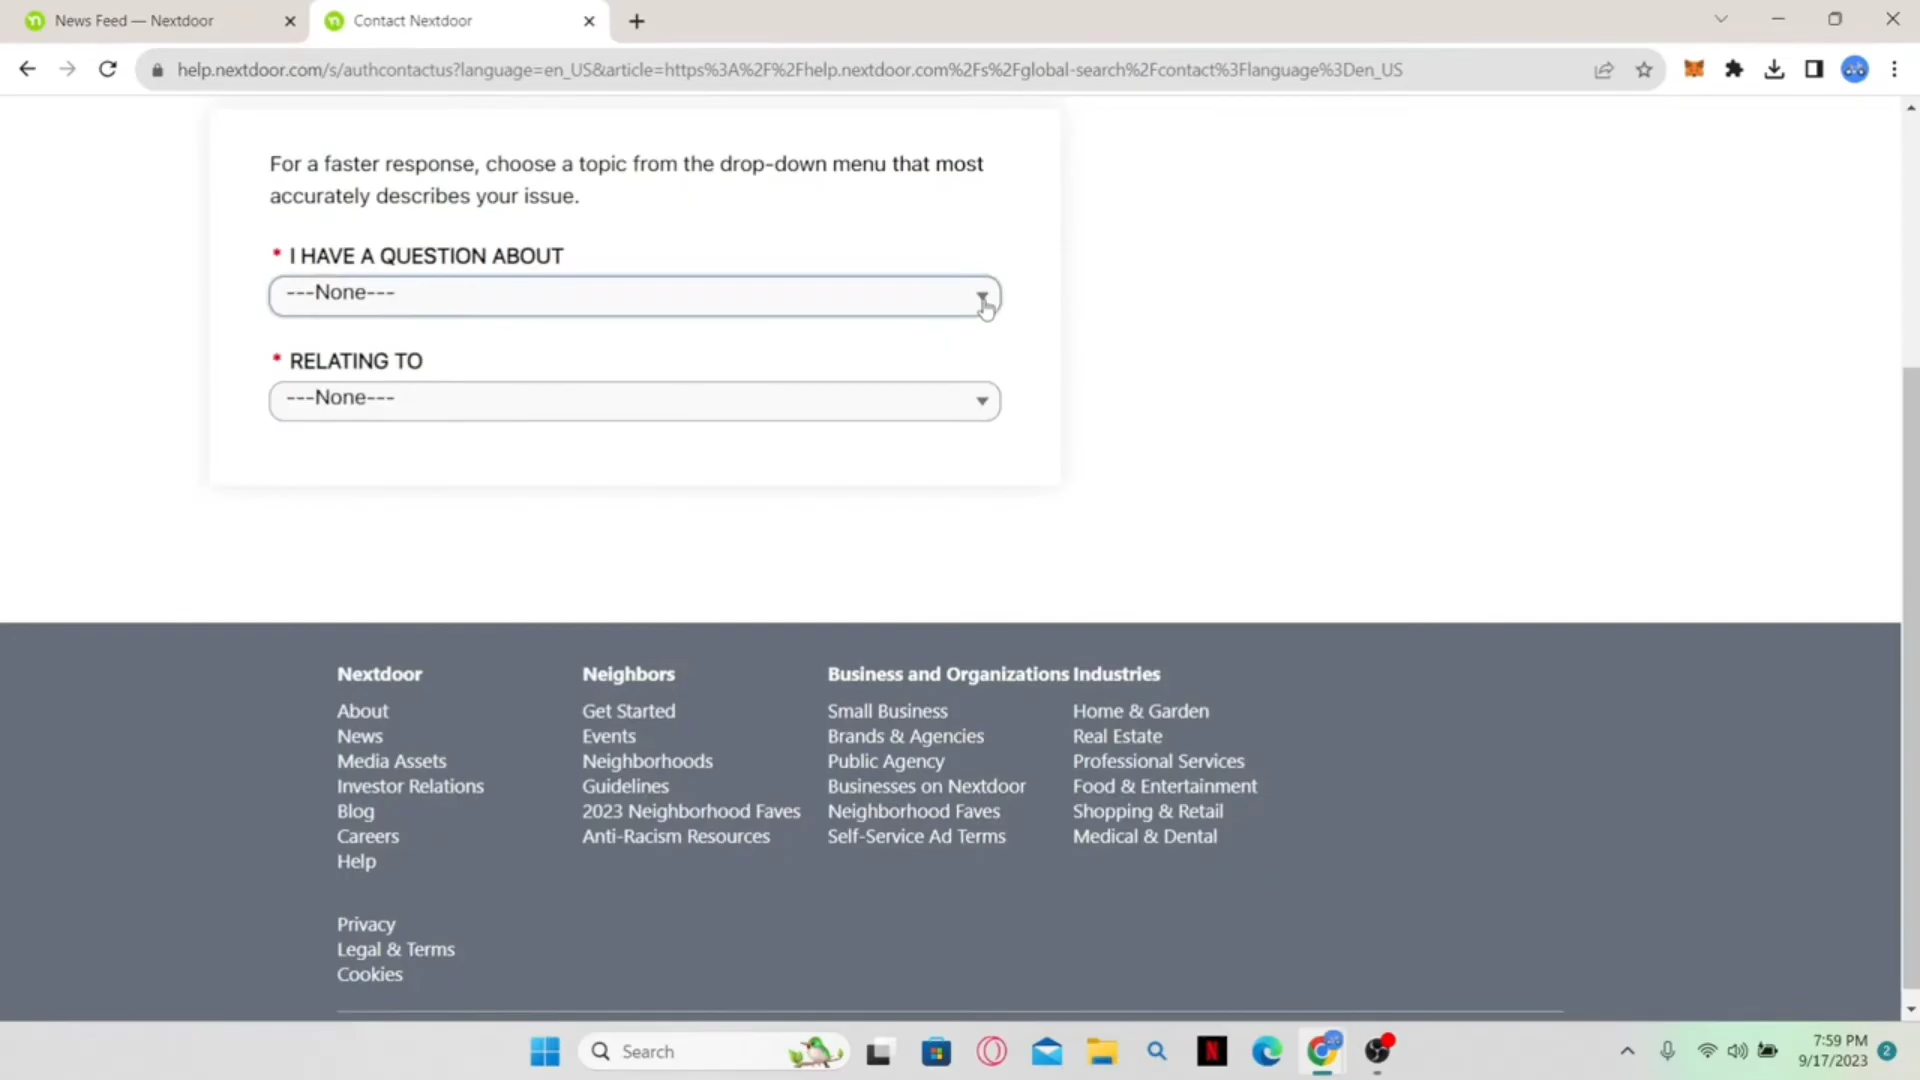 News Feed — Nextdoor
Contact Nextdoor
help.nextdoor.com/s/authcontactus?language=en_US&article=https%3A%2F%2Fhelp.nextdoor.com%2Fs%2Fglobal-search%2Fcontact%3Flanguage%3Den_US
For a faster response, choose a topic from the drop-down menu that most
accurately describes your issue.
* I HAVE A QUESTION ABOUT
---None---
* RELATING TO
---None---
Nextdoor
About
News
Media Assets
Investor Relations
Blog
Careers
Help
Privacy
Legal & Terms
Cookies
Neighbors
Get Started
Events
Neighborhoods
Guidelines
2023 Neighborhood Faves
Anti-Racism Resources
Business and Organizations
Small Business
Brands & Agencies
Public Agency
Businesses on Nextdoor
Neighborhood Faves
Self-Service Ad Terms
Industries
Home & Garden
Real Estate
Professional Services
Food & Entertainment
Shopping & Retail
Medical & Dental
Search
N
7:59 PM
9/17/2023
2